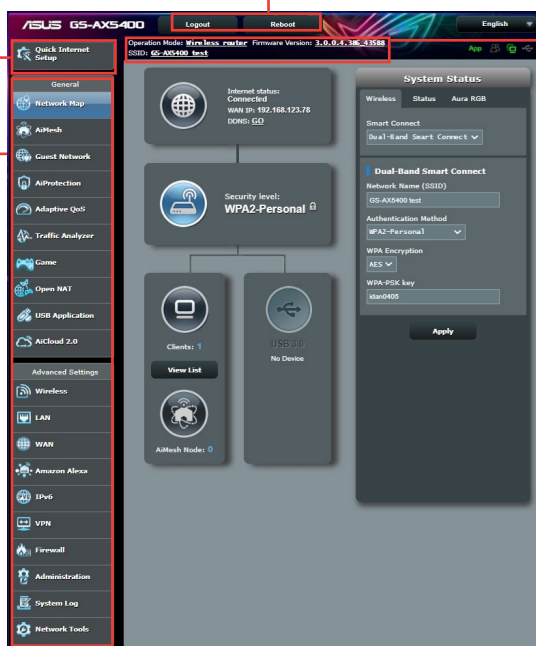 ASUS GS-AX5400
Logout
Reboot
English
Quick Internet
Setup
Operation Mode: Wireless router Firmware Version: 3.0.0.4.386_43588
SSID: GS-AX5400 test
App
General
Network Map
AiMesh
Guest Network
AiProtection
Adaptive QoS
Traffic Analyzer
Game
Open NAT
USB Application
AiCloud 2.0
Advanced Settings
Wireless
LAN
WAN
Amazon Alexa
IPv6
VPN
Firewall
Administration
System Log
Network Tools
Internet status:
Connected
WAN IP: 192.168.123.78
DDNS: GO
Security level:
WPA2-Personal
Clients: 1
View List
AiMesh Node: 0
USB 3.0
No Device
System Status
Wireless Status Aura RGB
Smart Connect
Dual-Band Smart Connect
Dual-Band Smart Connect
Network Name (SSID)
GS-AX5400 test
Authentication Method
WPA2-Personal
WPA Encryption
AES
WPA-PSK key
idan0405
Apply